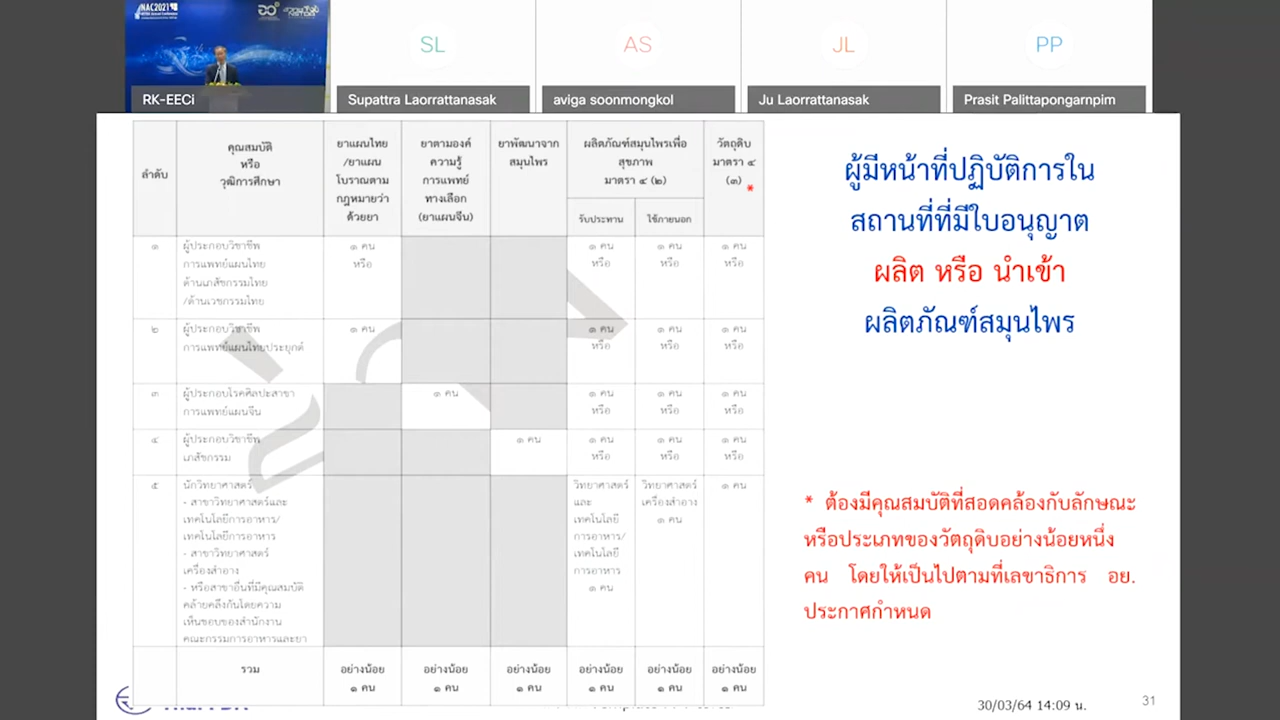 NAC2021
สวทช
NSTDA
RK-EECi
SL
Supattra Laorrattanasak
AS
aviga soonmongkol
JL
Ju Laorrattanasak
PP
Prasit Palittapongarnpim
ลำดับ
คุณสมบัติ
หรือ
วุฒิการศึกษา
ยาแผนไทย
/ยาแผน
โบราณตาม
กฎหมายว่า
ด้วยยา
ยาตามองค์
ความรู้
การแพทย์
ทางเลือก
(ยาแผนจีน)
ยาพัฒนาจาก
สมุนไพร
ผลิตภัณฑ์สมุนไพรเพื่อ
สุขภาพ
มาตรา ๔ (๒)
รับประทาน
ใช้ภายนอก
วัตถุดิบ
มาตรา ๔
(๓)
*
๑
ผู้ประกอบวิชาชีพ
การแพทย์แผนไทย
ด้านเภสัชกรรมไทย
/ด้านเวชกรรมไทย
๑ คน
หรือ
๑ คน
หรือ
๑ คน
หรือ
๑ คน
หรือ
๒
ผู้ประกอบวิชาชีพ
การแพทย์แผนไทยประยุกต์
๑ คน
๑ คน
หรือ
๑ คน
หรือ
๑ คน
หรือ
๓
ผู้ประกอบโรคศิลปะสาขา
การแพทย์แผนจีน
๑ คน
๑ คน
หรือ
๑ คน
หรือ
๑ คน
หรือ
๔
ผู้ประกอบวิชาชีพ
เภสัชกรรม
๑ คน
๑ คน
หรือ
๑ คน
หรือ
๑ คน
หรือ
๕
นักวิทยาศาสตร์
- สาขาวิทยาศาสตร์และ
เทคโนโลยีการอาหาร/
เทคโนโลยีการอาหาร
- สาขาวิทยาศาสตร์
เครื่องสำอาง
- หรือสาขาอื่นที่มีคุณสมบัติ
คล้ายคลึงกันโดยความ
เห็นชอบของสำนักงาน
คณะกรรมการอาหารและยา
วิทยาศาสตร์
และ
เทคโนโลยี
การอาหาร/
เทคโนโลยี
การอาหาร
๑ คน
วิทยาศาสตร์
เครื่องสำอาง
๑ คน
๑ คน
รวม
อย่างน้อย
๑ คน
อย่างน้อย
๑ คน
อย่างน้อย
๑ คน
อย่างน้อย
๑ คน
อย่างน้อย
๑ คน
อย่างน้อย
๑ คน
ร่าง
ผู้มีหน้าที่ปฏิบัติการใน
สถานที่ที่มีใบอนุญาต
ผลิต หรือ นำเข้า
ผลิตภัณฑ์สมุนไพร
* ต้องมีคุณสมบัติที่สอดคล้องกับลักษณะ
หรือประเภทของวัตถุดิบอย่างน้อยหนึ่ง
คน โดยให้เป็นไปตามที่เลขาธิการ อย.
ประกาศกำหนด
30/03/64 14:09 น.
31